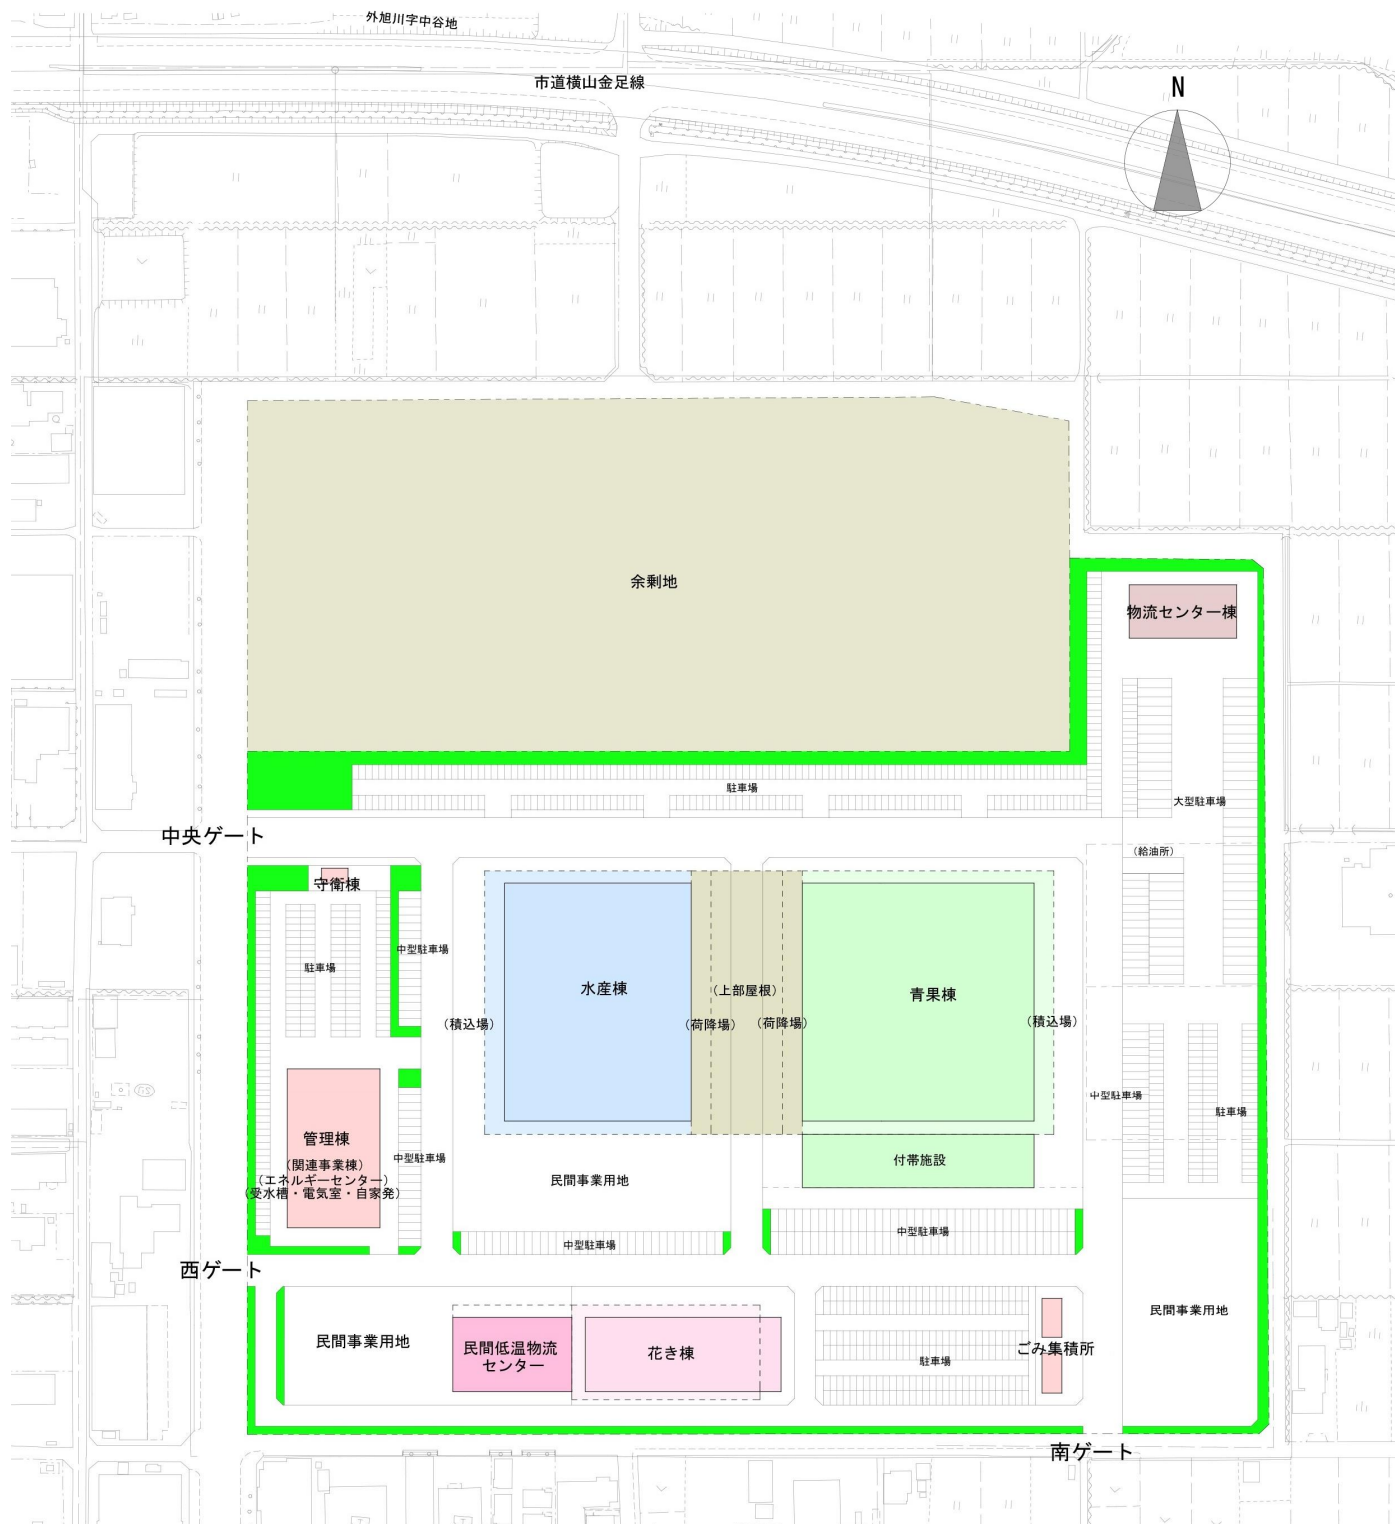 外旭川字中谷地
市道横山金足線
N
余剰地
物流センター棟
駐車場
大型駐車場
中央ゲート
(給油所)
守衛棟
中型駐車場
駐車場
水産棟
(上部屋根)
青果棟
(積込場)
(荷降場)
(荷降場)
(積込場)
中型駐車場
駐車場
管理棟
(関連事業棟)
(エネルギーセンター)
(受水槽・電気室・自家発)
中型駐車場
民間事業用地
付帯施設
中型駐車場
中型駐車場
西ゲート
民間事業用地
民間事業用地
民間低温物流
センター
花き棟
駐車場
ごみ集積所
南ゲート